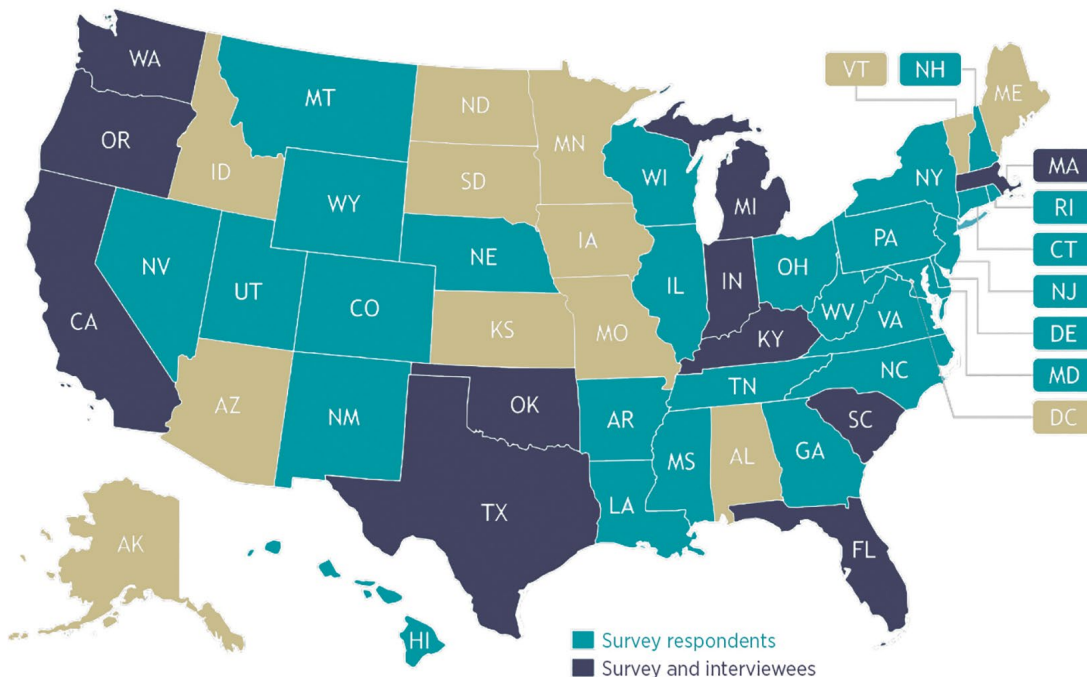 WA
MT
ND
MN
VT
NH
ME
OR
ID
SD
WI
MI
NY
MA
RI
WY
IA
PA
CT
NV
NE
IL
IN
OH
NJ
UT
CO
WV
VA
DE
CA
KS
MO
KY
MD
NC
TN
AZ
NM
OK
AR
SC
DC
MS
AL
GA
TX
LA
FL
AK
HI
Survey respondents
Survey and interviewees